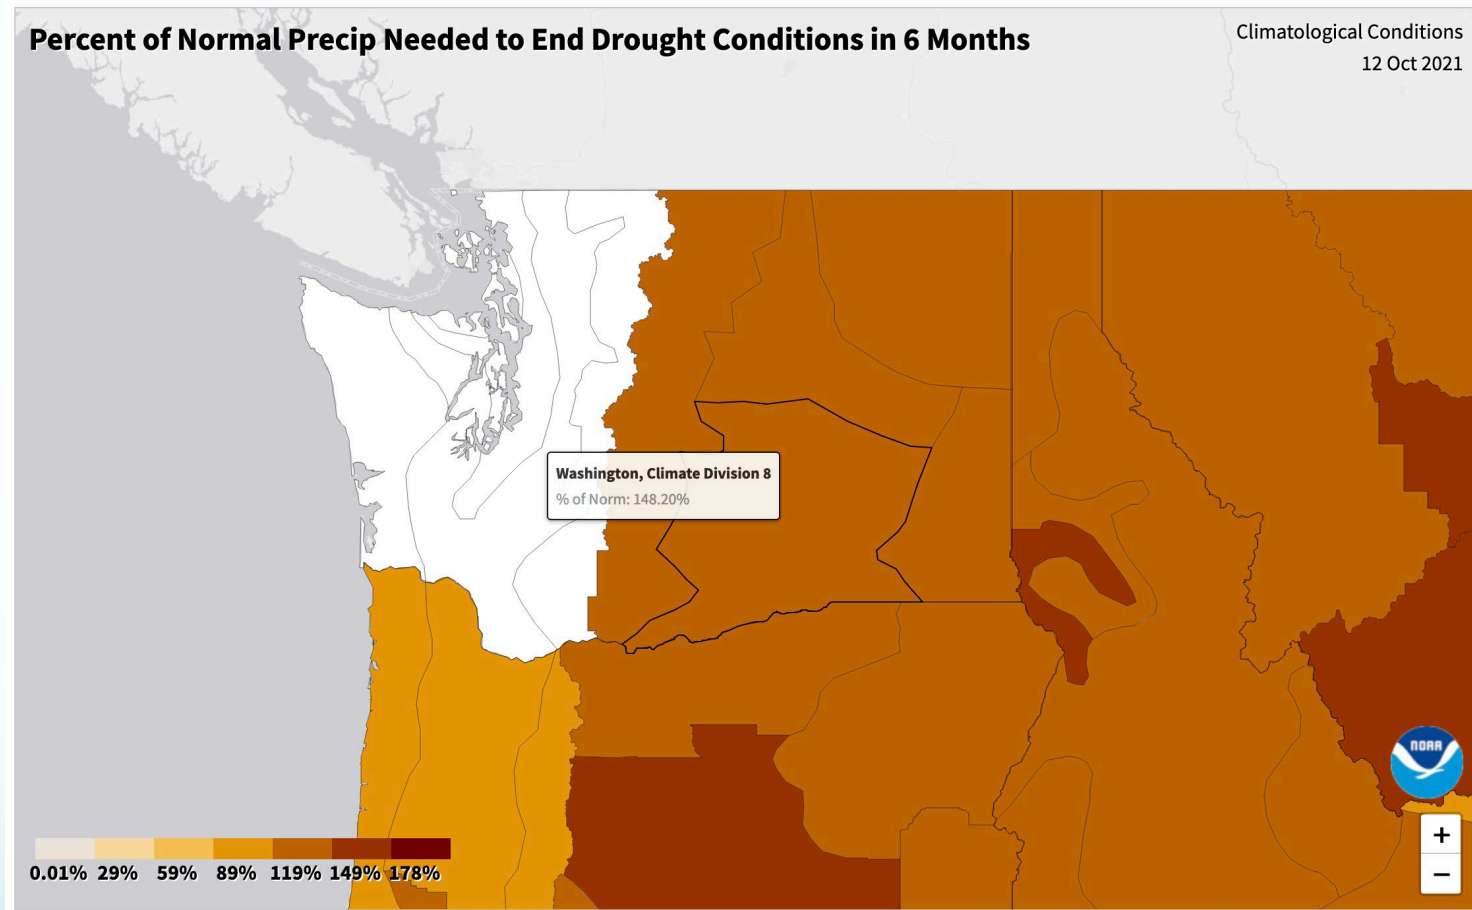 Percent of Normal Precip Needed to End Drought Conditions in 6 Months
Climatological Conditions
12 Oct 2021
Washington, Climate Division 8
% of Norm: 148.20%
NOAA
+
−
0.01% 29% 59% 89% 119% 149% 178%